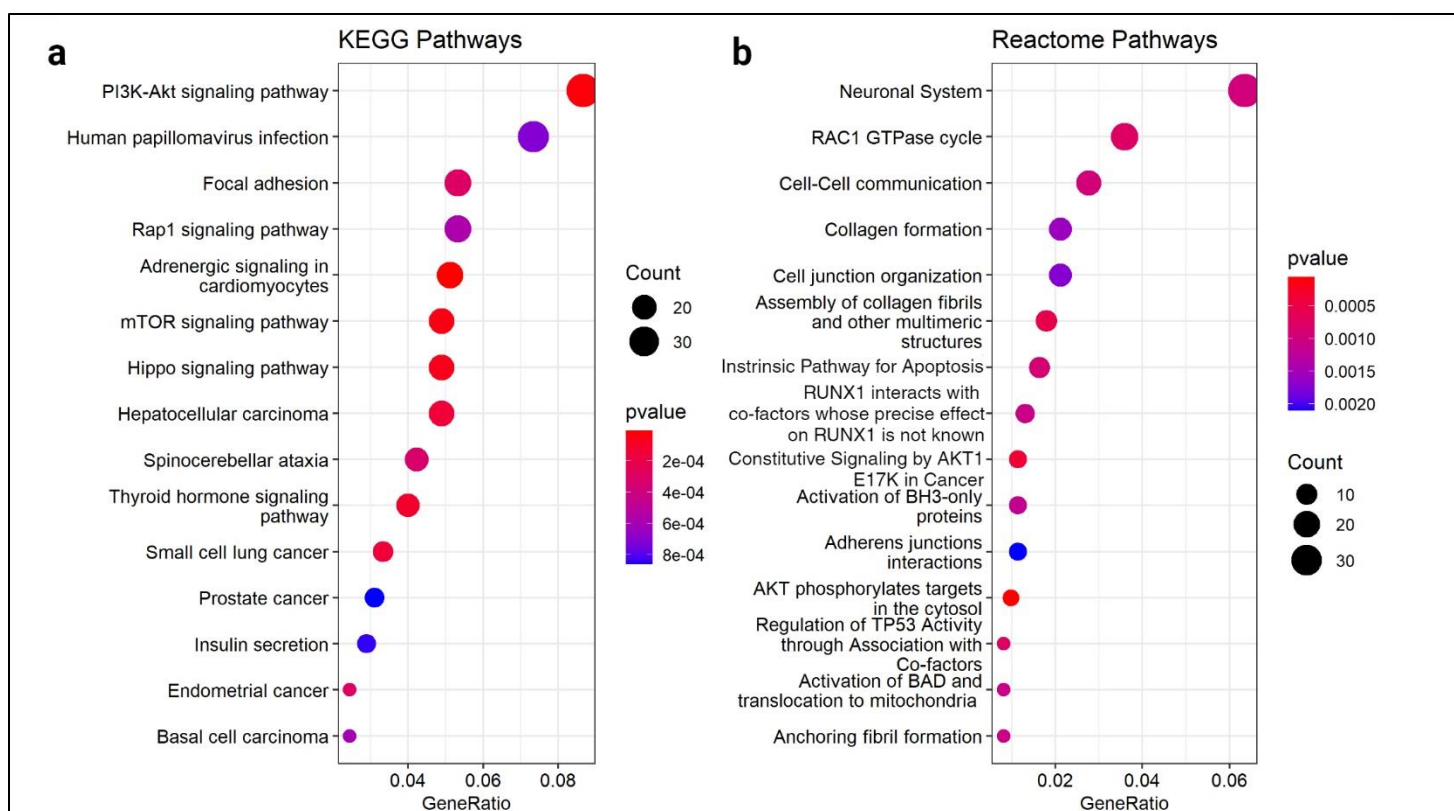 a
KEGG Pathways
PI3K-Akt signaling pathway
Human papillomavirus infection
Focal adhesion
Rap1 signaling pathway
Adrenergic signaling in
cardiomyocytes
mTOR signaling pathway
Hippo signaling pathway
Hepatocellular carcinoma
Spinocerebellar ataxia
Thyroid hormone signaling
pathway
Small cell lung cancer
Prostate cancer
Insulin secretion
Endometrial cancer
Basal cell carcinoma
0.04 0.06 0.08
GeneRatio
Count
20
30
pvalue
2e-04
4e-04
6e-04
8e-04
b
Reactome Pathways
Neuronal System
RAC1 GTPase cycle
Cell-Cell communication
Collagen formation
Cell junction organization
Assembly of collagen fibrils
and other multimeric
structures
Instrinsic Pathway for Apoptosis
RUNX1 interacts with
co-factors whose precise effect
on RUNX1 is not known
Constitutive Signaling by AKT1
E17K in Cancer
Activation of BH3-only
proteins
Adherens junctions
interactions
AKT phosphorylates targets
in the cytosol
Regulation of TP53 Activity
through Association with
Co-factors
Activation of BAD and
translocation to mitochondria
Anchoring fibril formation
0.02 0.04 0.06
GeneRatio
pvalue
0.0005
0.0010
0.0015
0.0020
Count
10
20
30